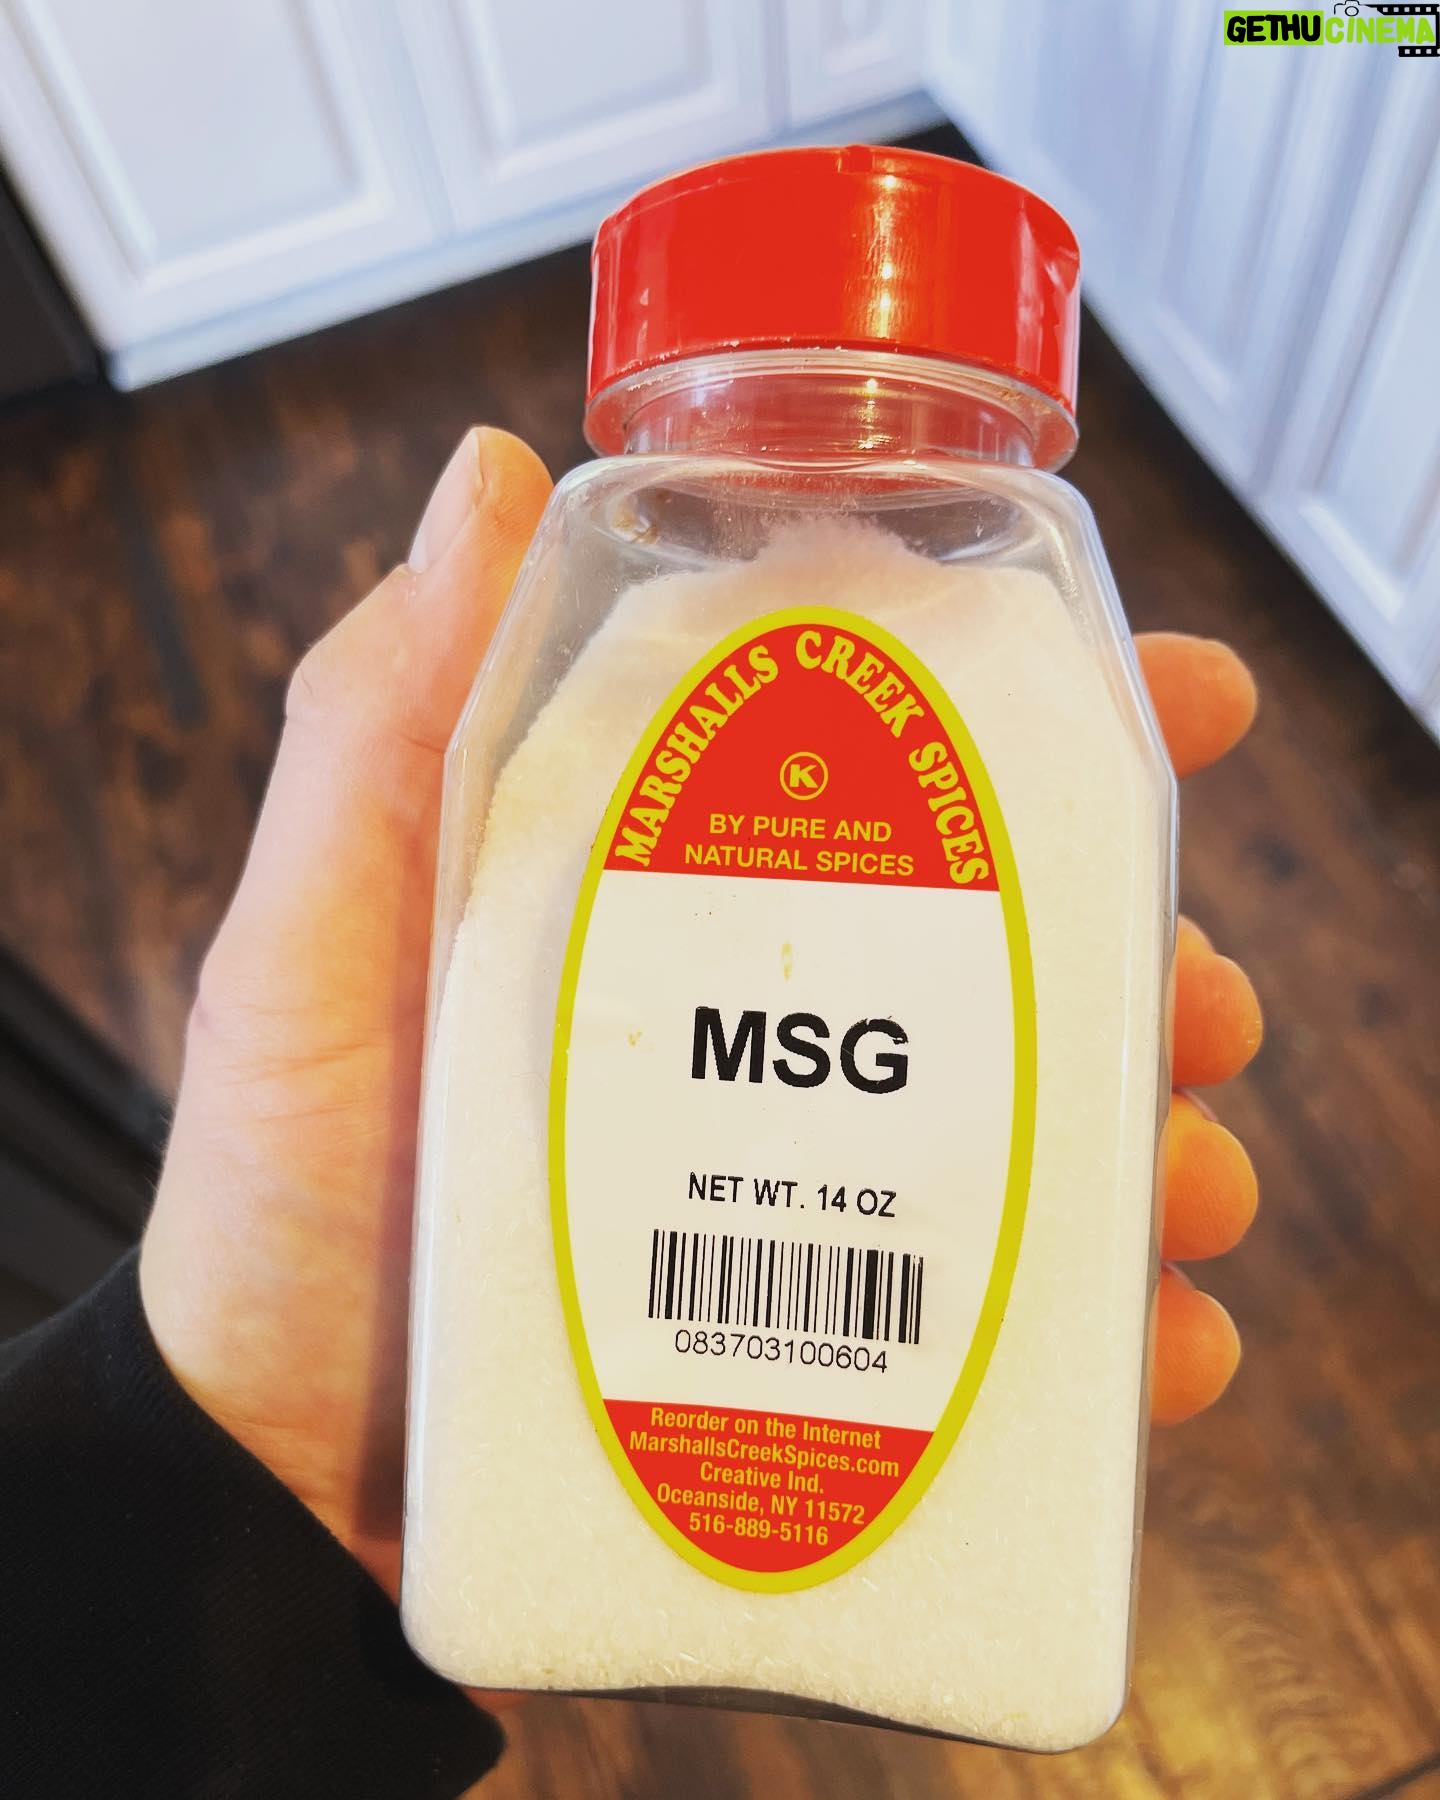 GETHUCINEMA
MARSHALLS CREEK SPICES
K
BY PURE AND
NATURAL SPICES
MSG
NET WT. 14 OZ
083703100604
Reorder on the Internet
MarshallsCreekSpices.com
Creative Ind.
Oceanside, NY 11572
516-889-5116